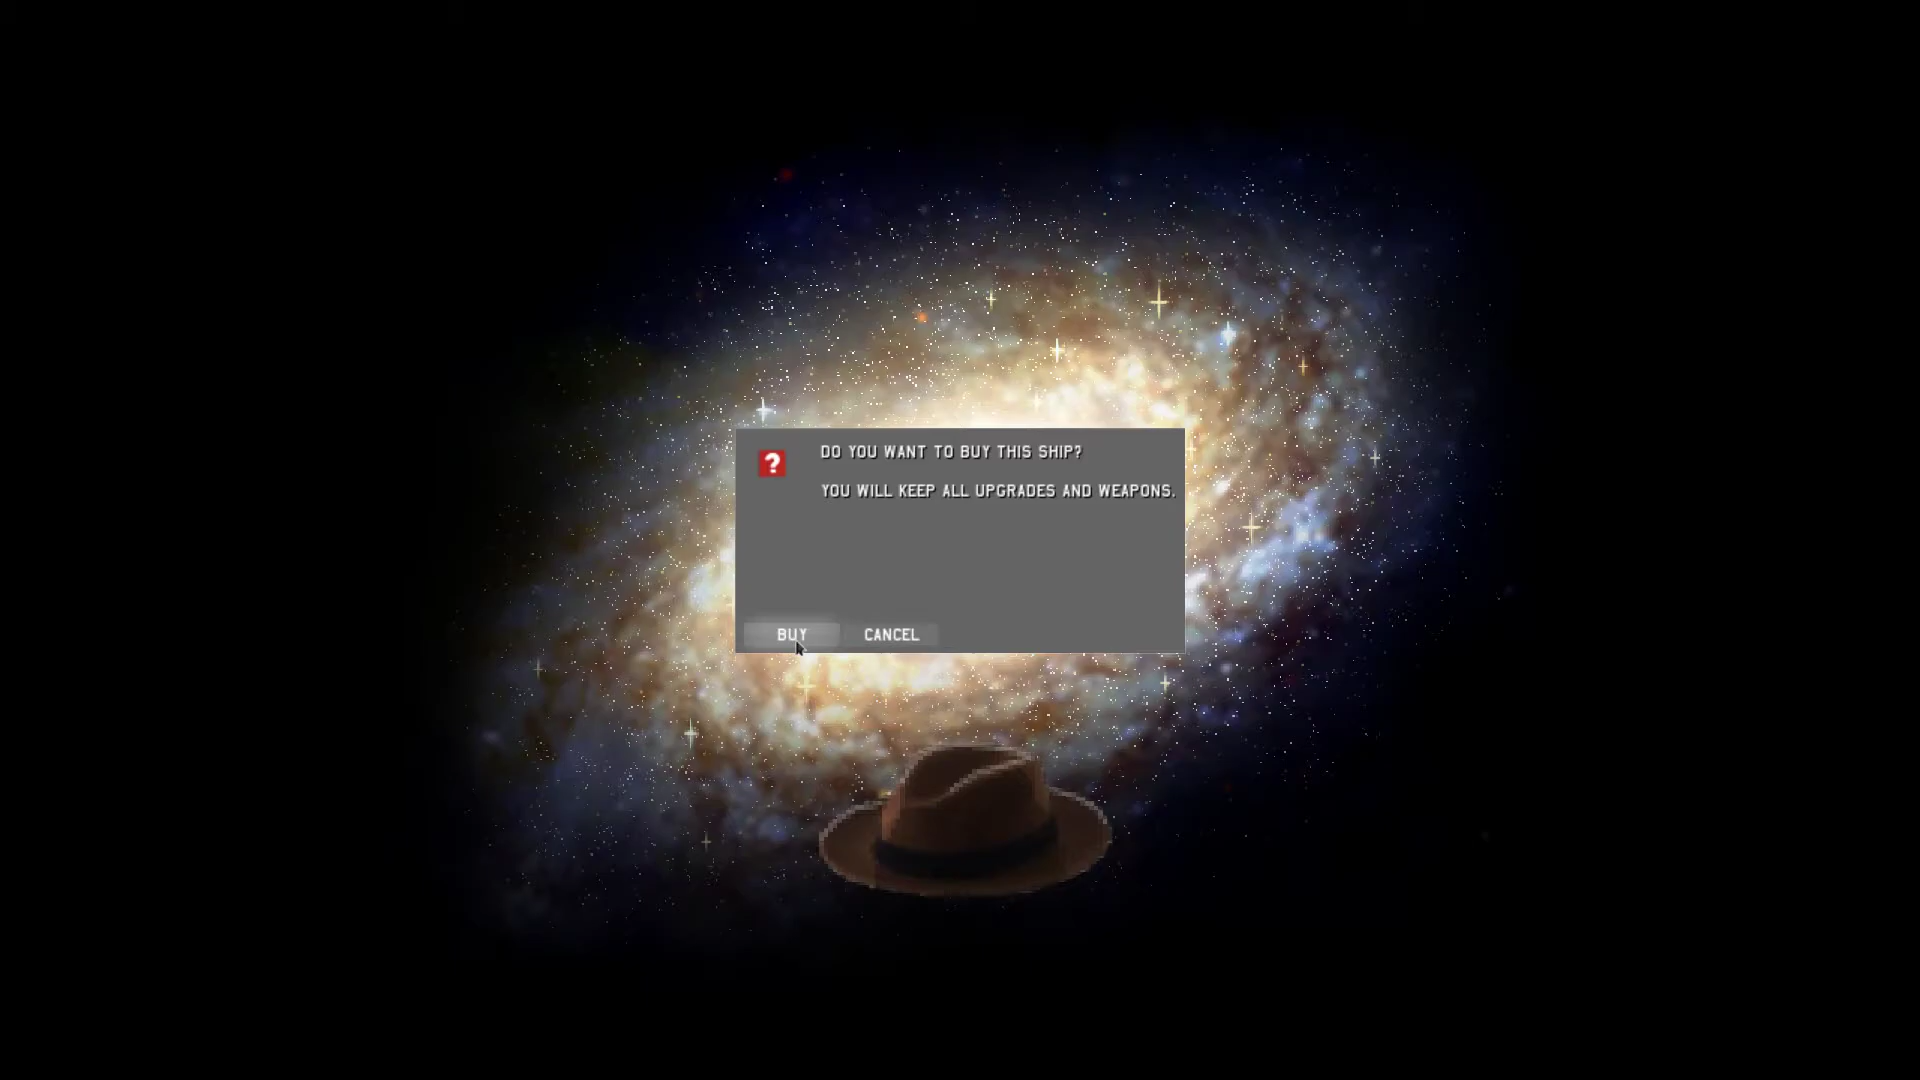 DO YOU WANT TO BUY THIS SHIP?
?
YOU WILL KEEP ALL UPGRADES AND WEAPONS.
BUY CANCEL